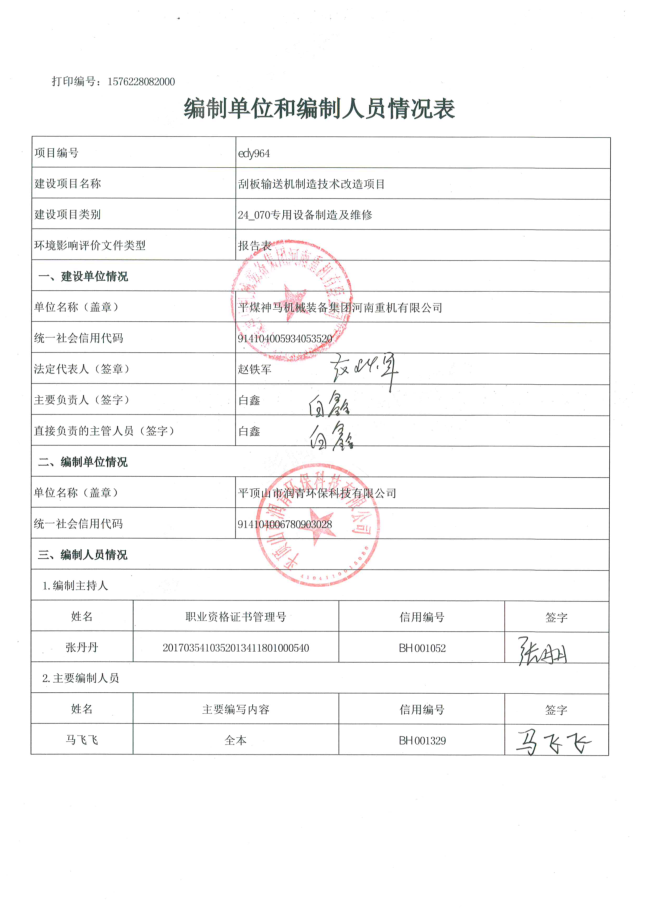 打印编号：1576228082000
编制单位和编制人员情况表
项目编号 edy964
建设项目名称 刮板输送机制造技术改造项目
建设项目类别 24_070专用设备制造及维修
环境影响评价文件类型 报告表
一、建设单位情况
单位名称（盖章） 平煤神马机械装备集团河南重机有限公司
统一社会信用代码 914104005934053520
法定代表人（签章） 赵铁军
主要负责人（签字） 白鑫 白鑫
直接负责的主管人员（签字） 白鑫 白鑫
二、编制单位情况
单位名称（盖章） 平顶山市润青环保科技有限公司
统一社会信用代码 914104006780903028
三、编制人员情况
1.编制主持人
姓名 职业资格证书管理号 信用编号 签字
张丹丹 2017035410352013411801000540 BH001052 张丹丹
2.主要编制人员
姓名 主要编写内容 信用编号 签字
马飞飞 全本 BH001329 马飞飞